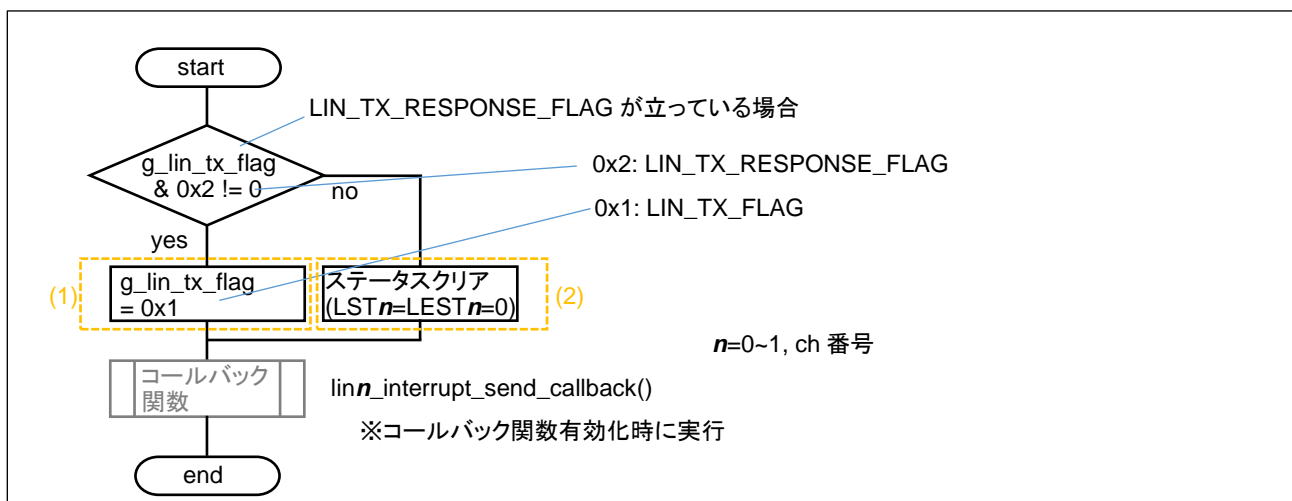 start
LIN_TX_RESPONSE_FLAG が立っている場合
g_lin_tx_flag
& 0x2 != 0
0x2: LIN_TX_RESPONSE_FLAG
no
0x1: LIN_TX_FLAG
yes
(1)
g_lin_tx_flag
= 0x1
ステータスクリア
(LSTn=LESTn=0)
(2)
n=0~1, ch 番号
コールバック
関数
linn_interrupt_send_callback()
※コールバック関数有効化時に実行
end